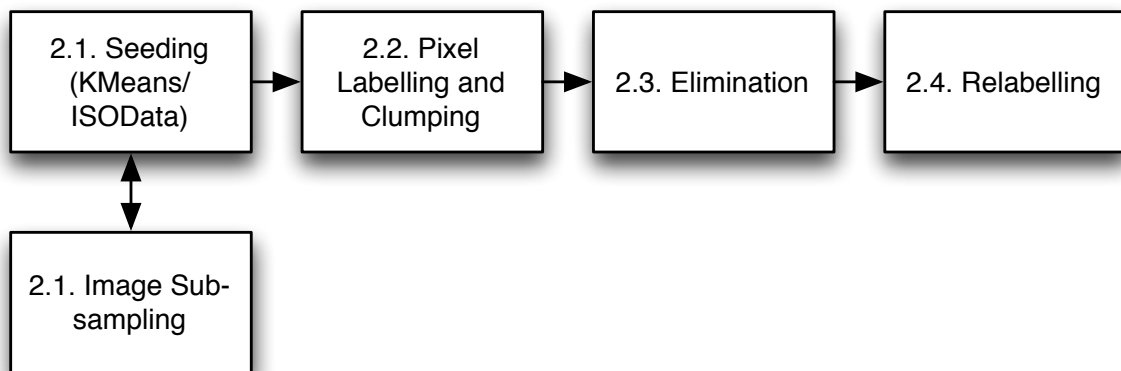 2.1. Seeding
(KMeans/
ISOData)
2.2. Pixel
Labelling and
Clumping
2.3. Elimination
2.4. Relabelling
2.1. Image Sub-
sampling